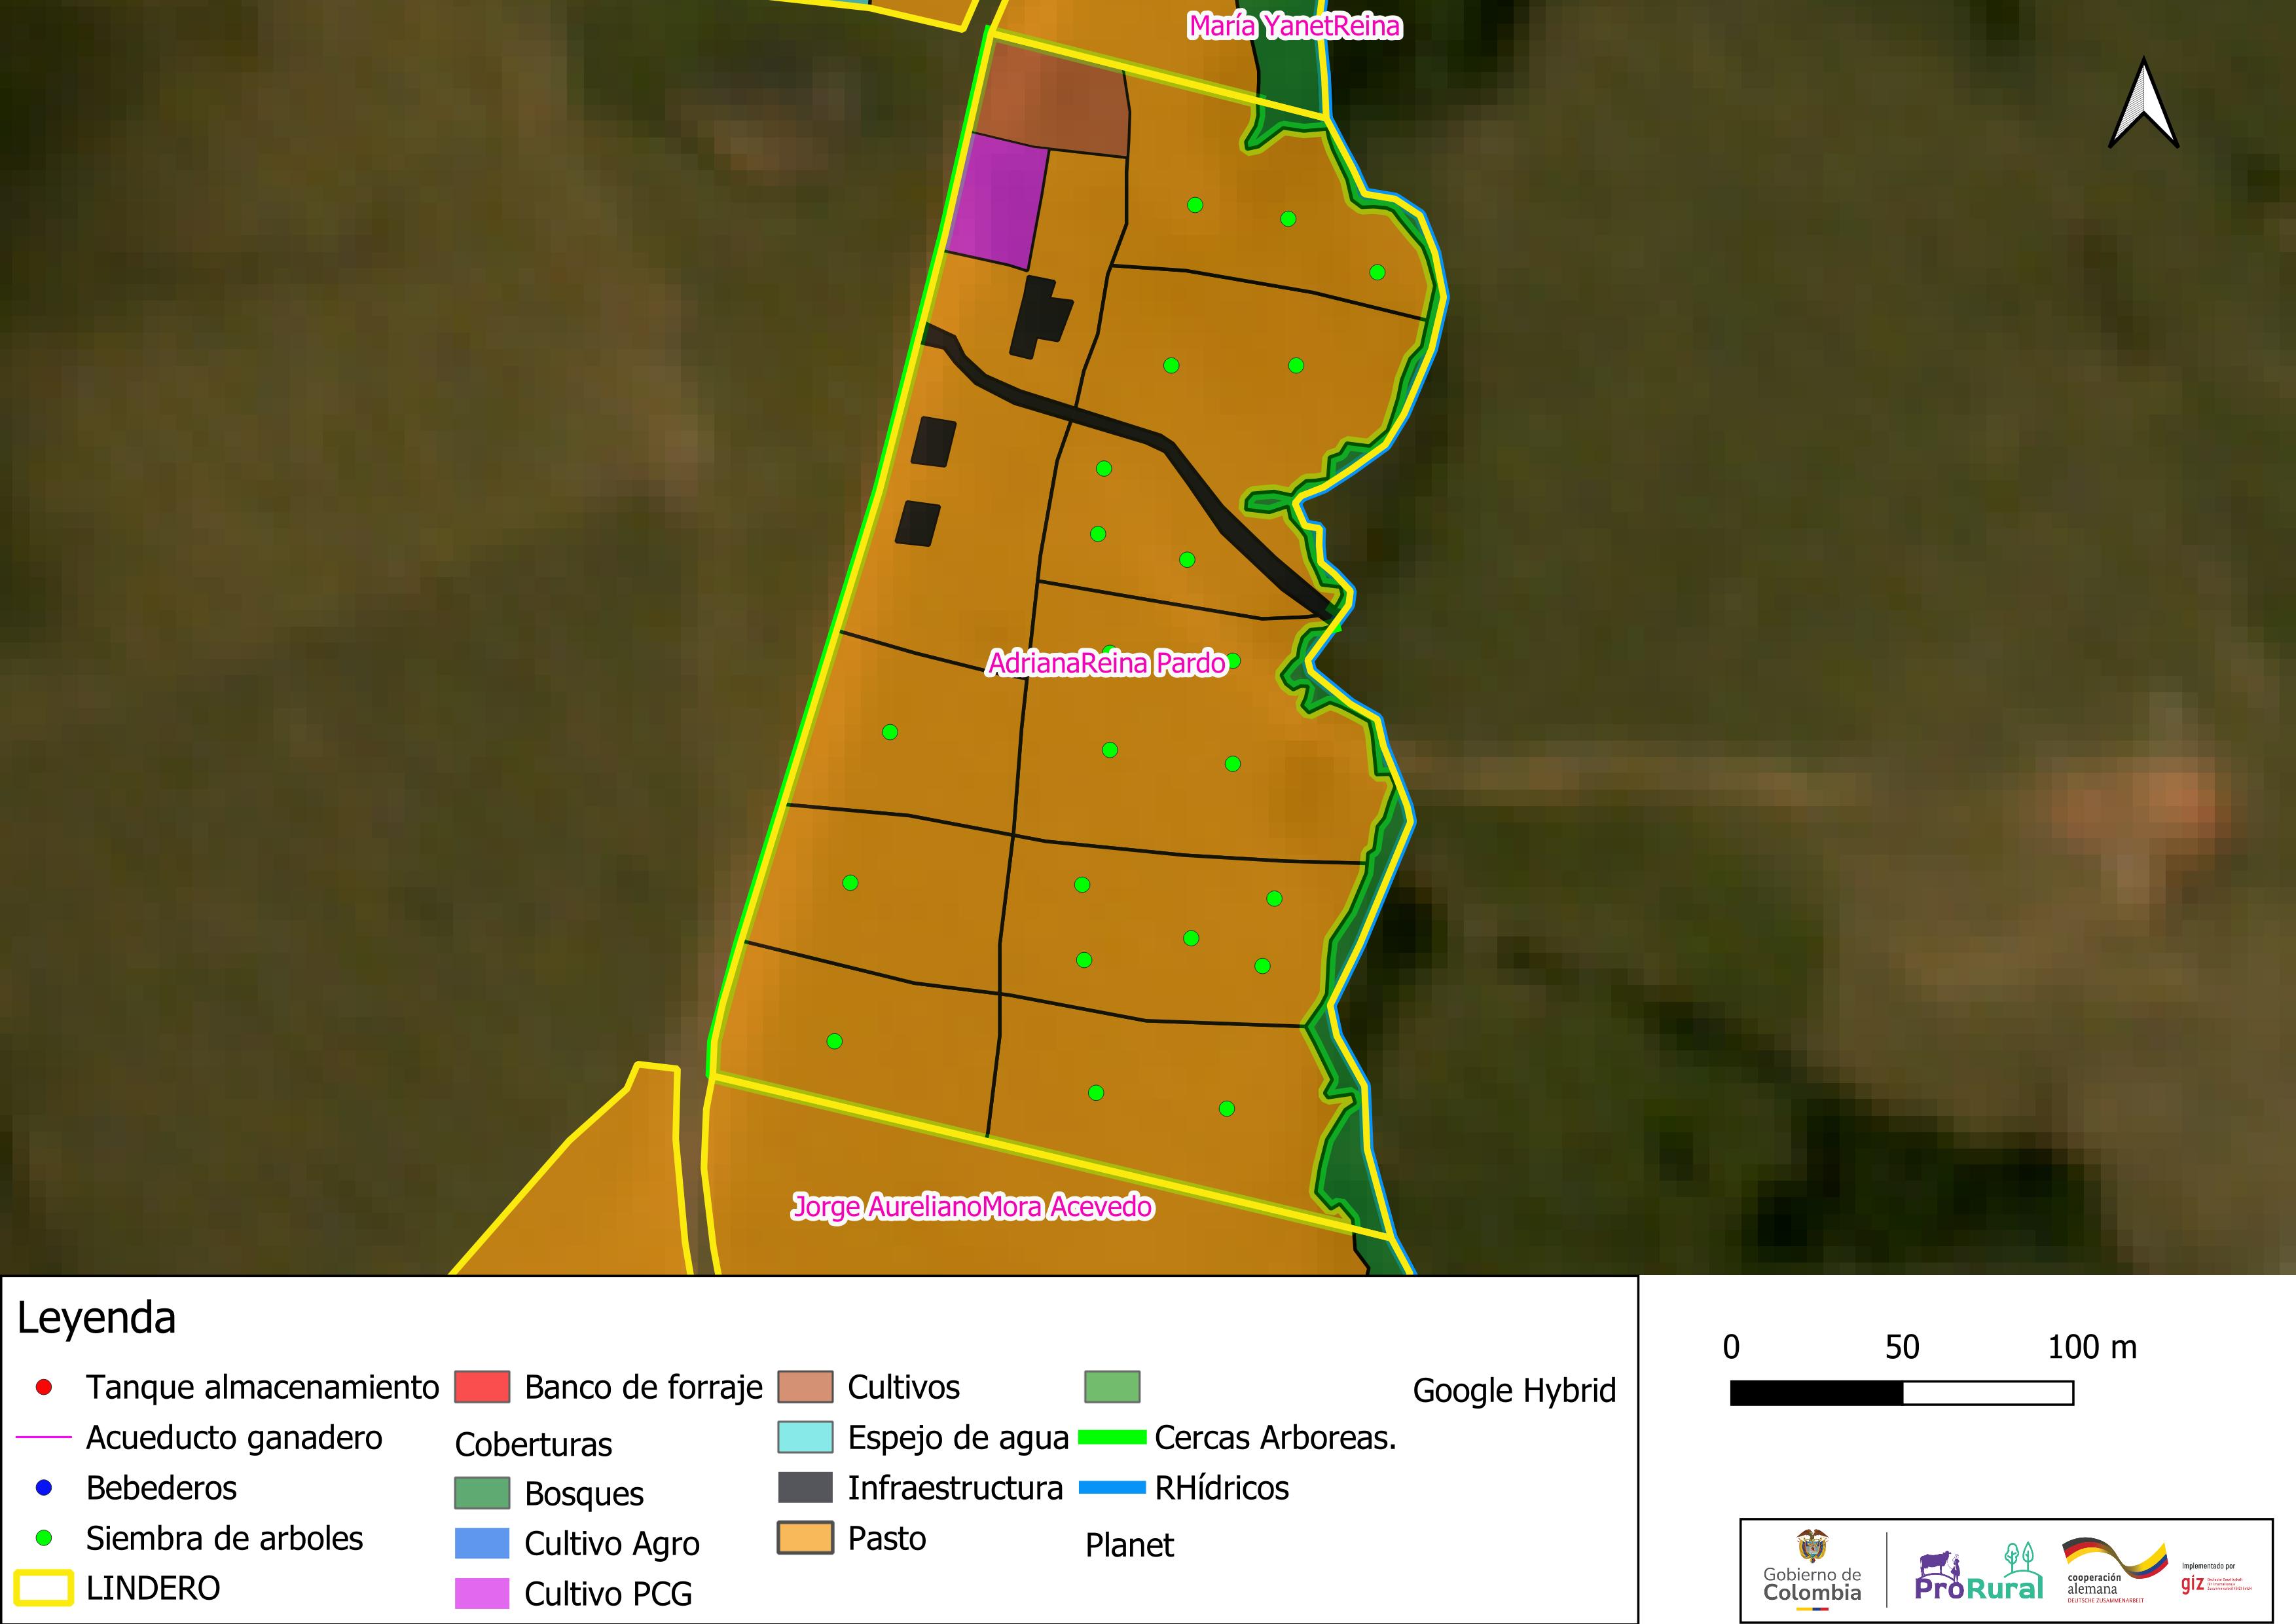 María YanetReina
AdrianaReina Pardo
Jorge AurelianoMora Acevedo
Leyenda
Tanque almacenamiento
Acueducto ganadero
Bebederos
Siembra de arboles
LINDERO
Banco de forraje
Coberturas
Bosques
Cultivo Agro
Cultivo PCG
Cultivos
Espejo de agua
Infraestructura
Pasto
Cercas Arboreas.
RHídricos
Planet
Google Hybrid
0 50 100 m
Gobierno de
Colombia
ProRural
cooperación
alemana
DEUTSCHE ZUSAMMENARBEIT
Implementado por
giz